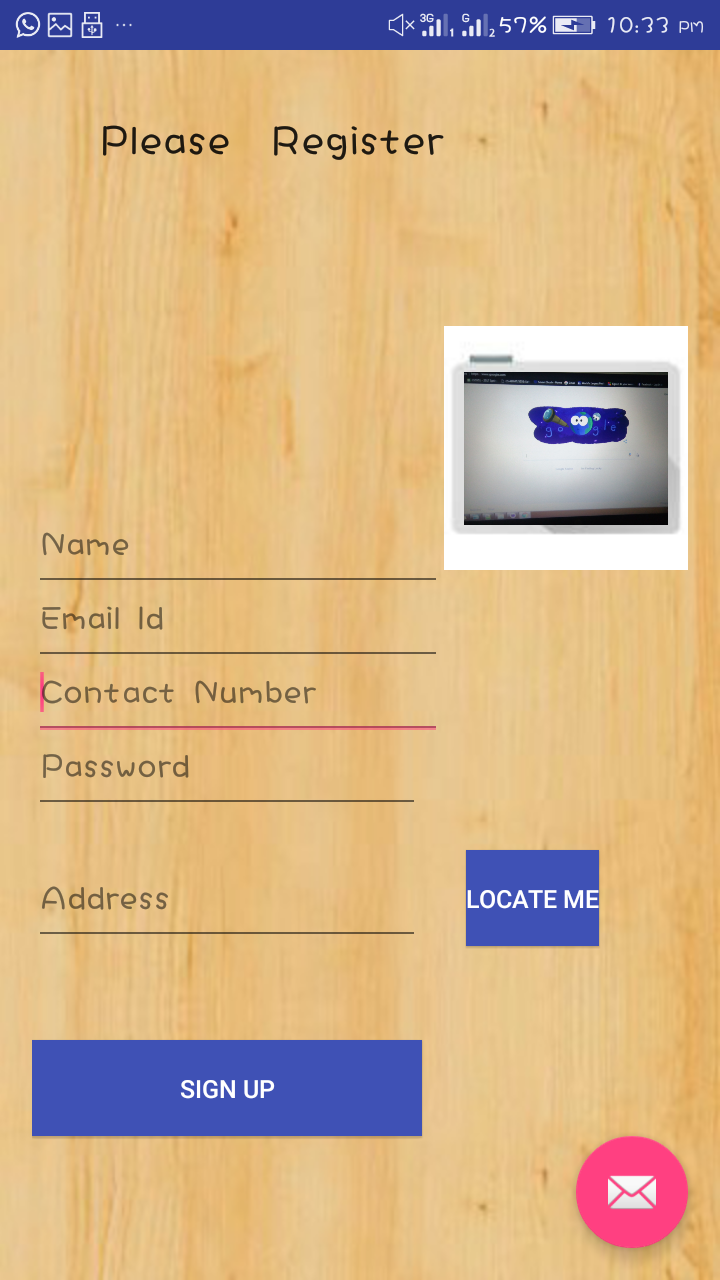 3G 1 G 2 57% 10:33 PM
Please Register
Name
Email Id
Contact Number
Password
Address
LOCATE ME
SIGN UP